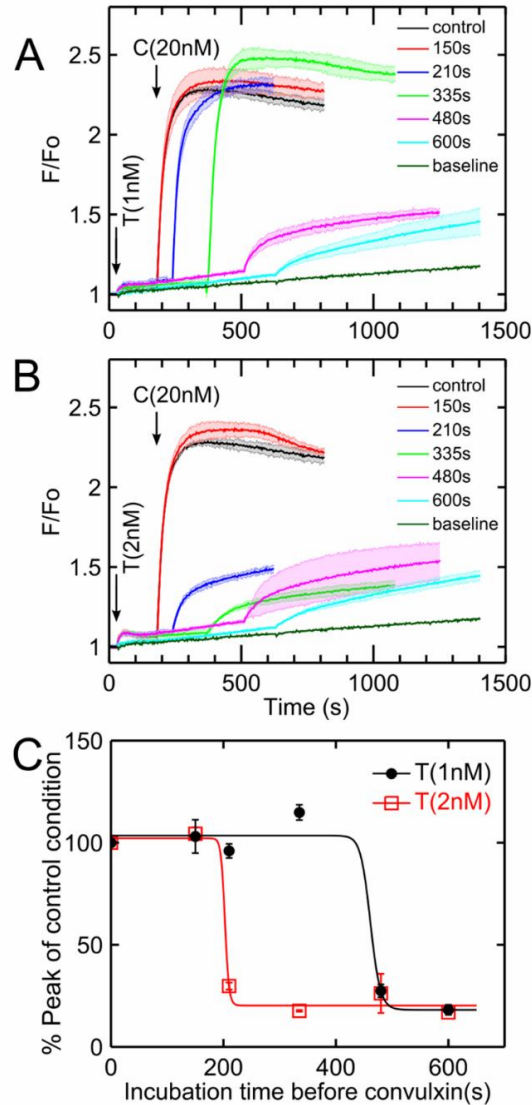 A
C(20nM)
T(1nM)
control
150s
210s
335s
480s
600s
baseline
F/Fo
2.5
2
1.5
1
0 500 1000 1500
B
C(20nM)
T(2nM)
control
150s
210s
335s
480s
600s
baseline
F/Fo
2.5
2
1.5
1
0 500 1000 1500
Time (s)
C
T(1nM)
T(2nM)
% Peak of control condition
150
100
50
0
0 200 400 600
Incubation time before convulxin(s)